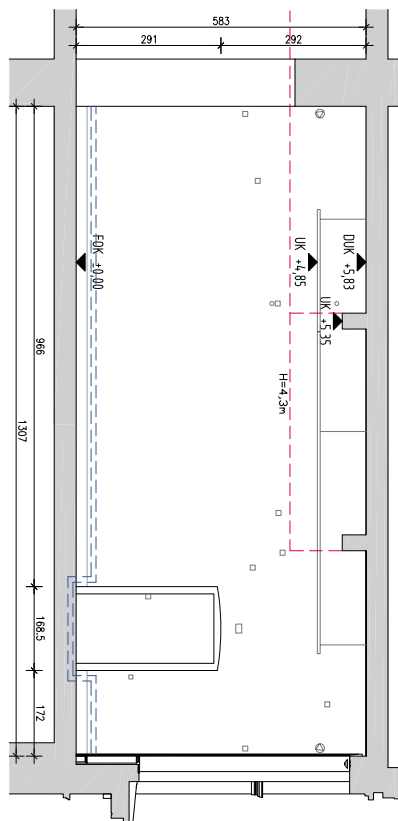 583
291
292
FOK ±0,00
UK +4,85
DUK +5,83
UK +5,35
H=4,3m
966
1307
168.5
172